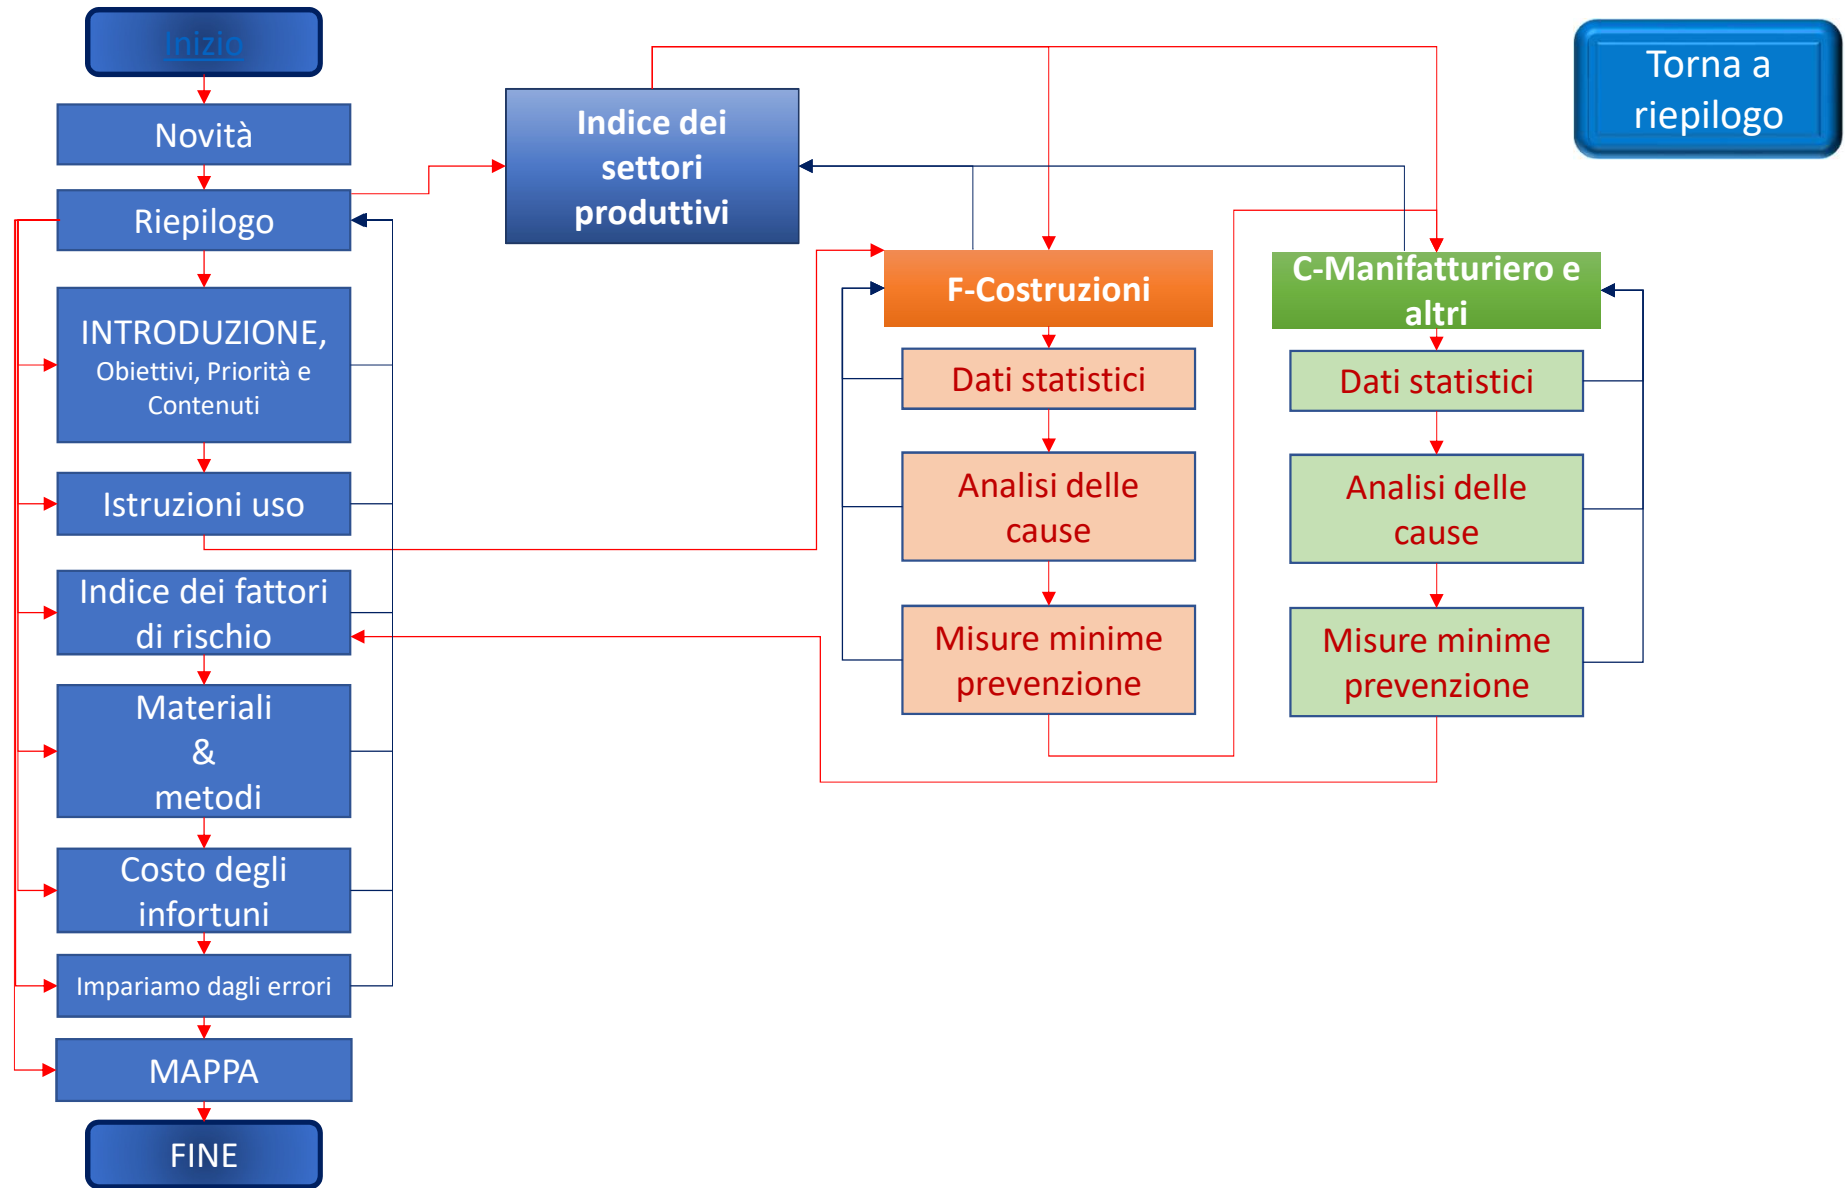 Inizio
Novità
Riepilogo
INTRODUZIONE,
Obiettivi, Priorità e
Contenuti
Istruzioni uso
Indice dei fattori
di rischio
Materiali
&
metodi
Costo degli
infortuni
Impariamo dagli errori
MAPPA
FINE
Indice dei
settori
produttivi
F-Costruzioni
Dati statistici
Analisi delle
cause
Misure minime
prevenzione
C-Manifatturiero e
altri
Dati statistici
Analisi delle
cause
Misure minime
prevenzione
Torna a
riepilogo